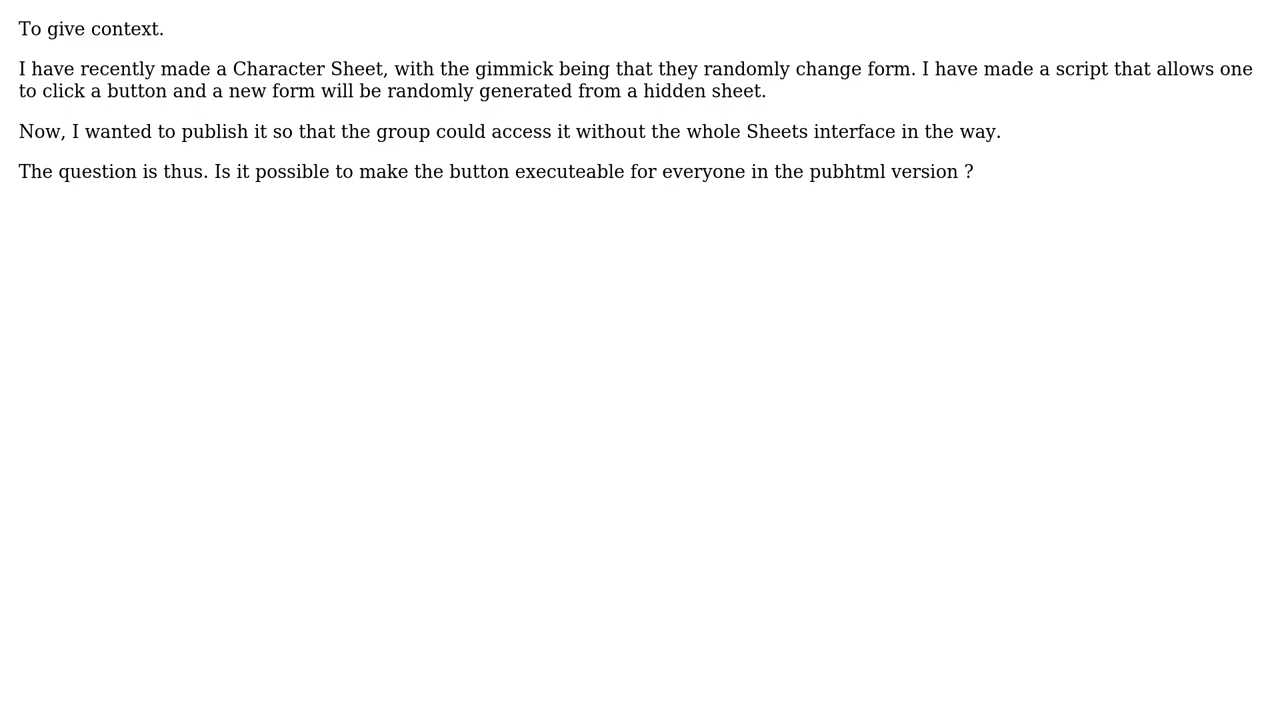 To give context.
I have recently made a Character Sheet, with the gimmick being that they randomly change form. I have made a script that allows one
to click a button and a new form will be randomly generated from a hidden sheet.
Now, I wanted to publish it so that the group could access it without the whole Sheets interface in the way.
The question is thus. Is it possible to make the button executeable for everyone in the pubhtml version ?